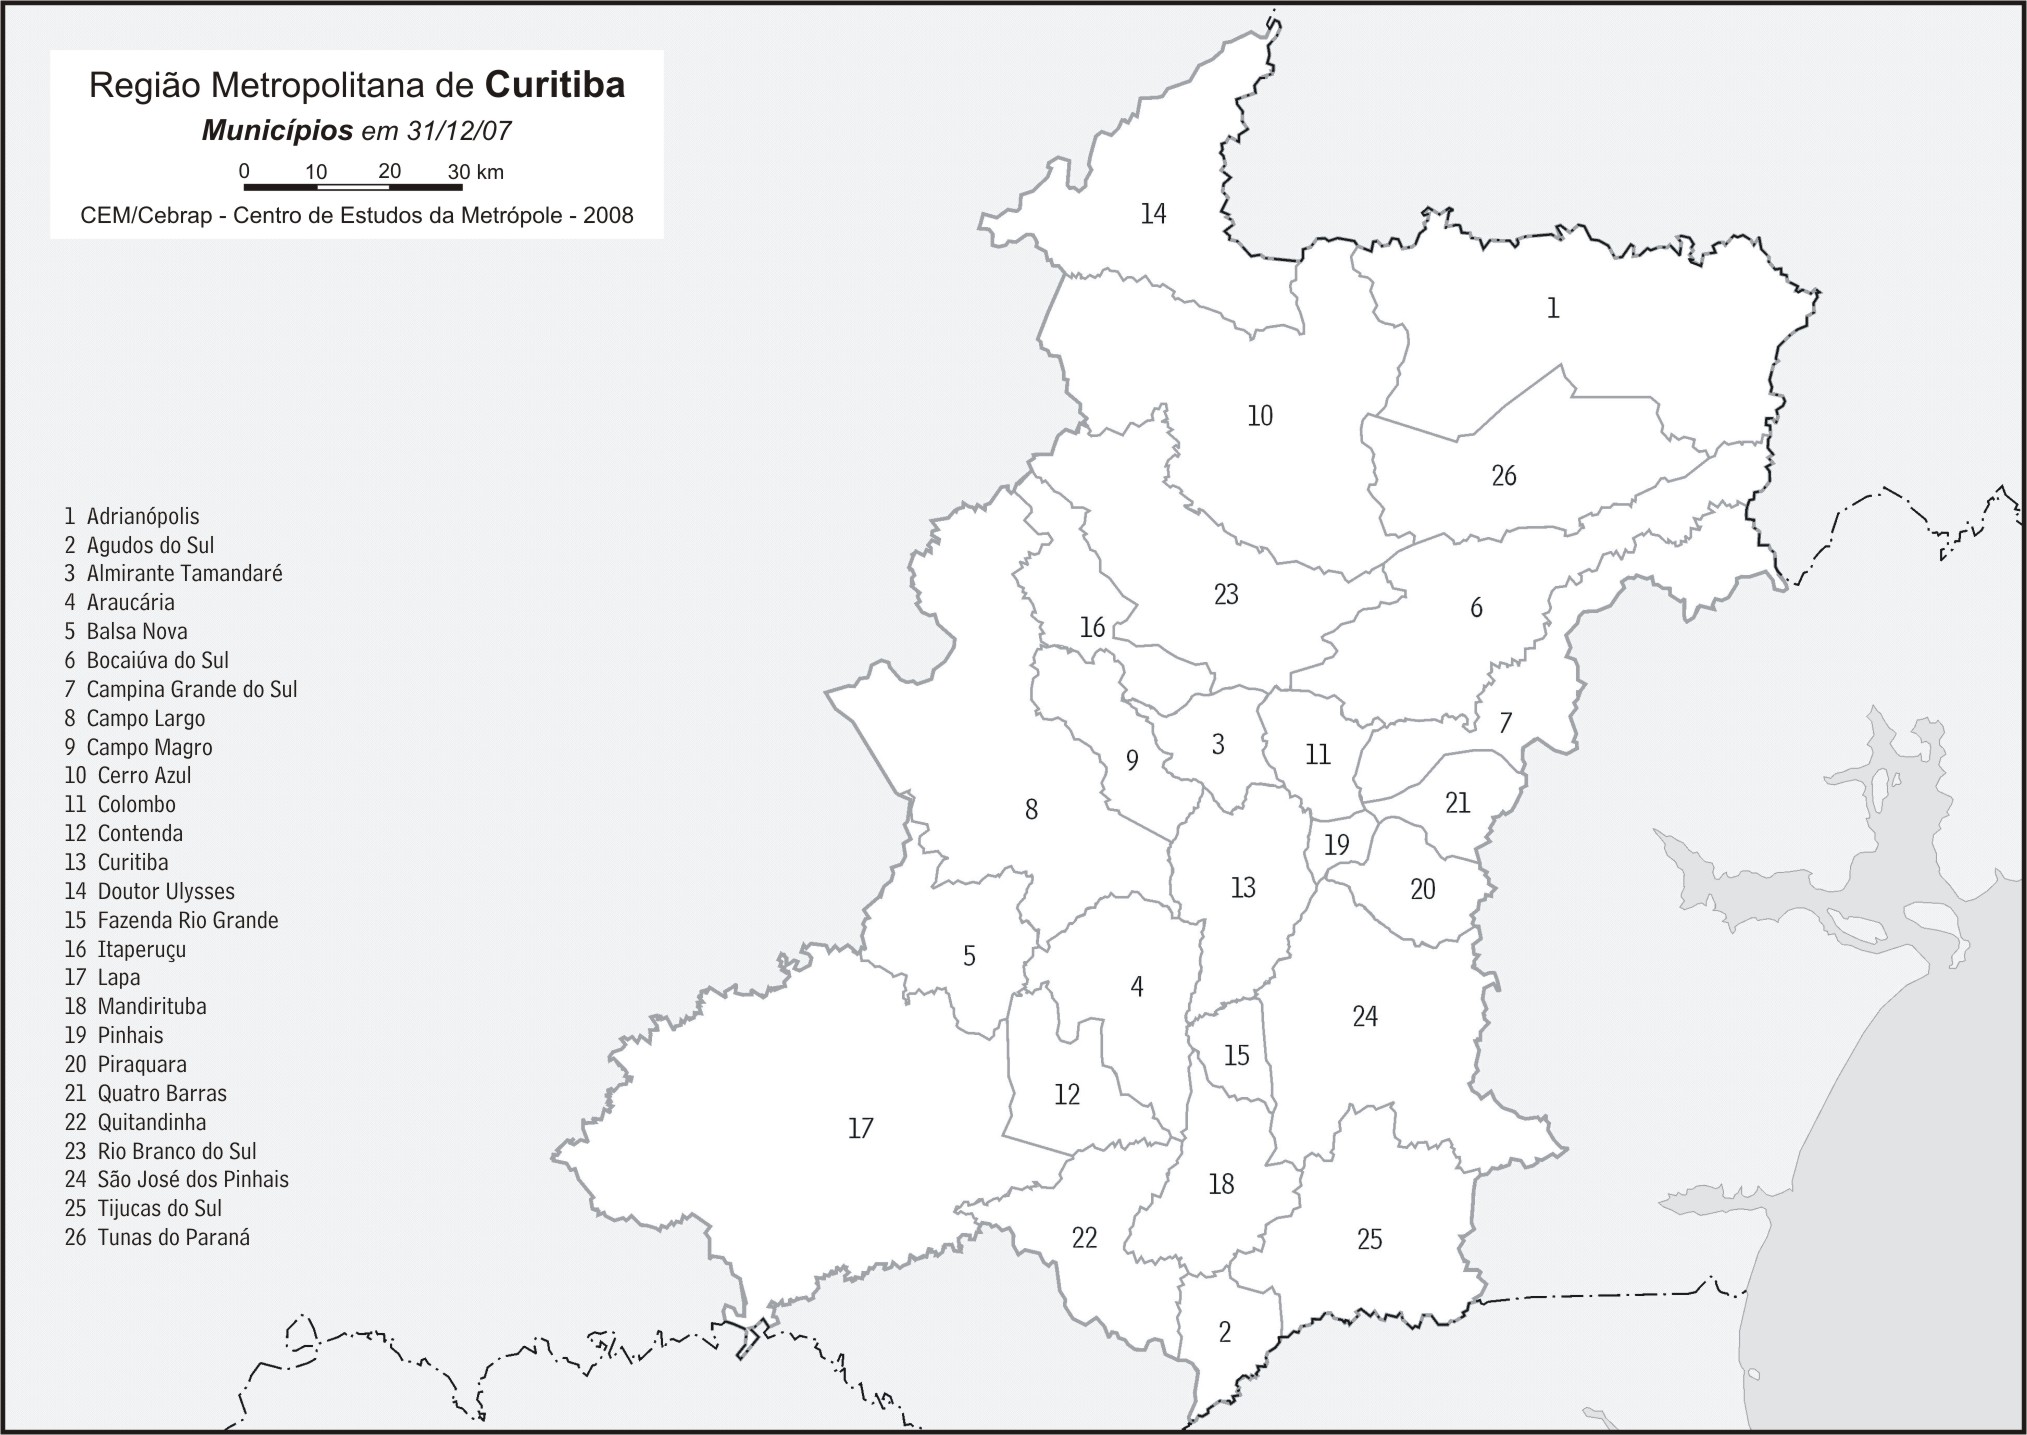 Região Metropolitana de Curitiba
Municípios em 31/12/07
0 10 20 30 km
CEM/Cebrap - Centro de Estudos da Metrópole - 2008
14
1
10
26
23
6
16
7
3
9
11
21
8
19
13
20
5
4
24
15
12
17
18
22
25
2
1 Adrianópolis
2 Agudos do Sul
3 Almirante Tamandaré
4 Araucária
5 Balsa Nova
6 Bocaiúva do Sul
7 Campina Grande do Sul
8 Campo Largo
9 Campo Magro
10 Cerro Azul
11 Colombo
12 Contenda
13 Curitiba
14 Doutor Ulysses
15 Fazenda Rio Grande
16 Itaperuçu
17 Lapa
18 Mandirituba
19 Pinhais
20 Piraquara
21 Quatro Barras
22 Quitandinha
23 Rio Branco do Sul
24 São José dos Pinhais
25 Tijucas do Sul
26 Tunas do Paraná